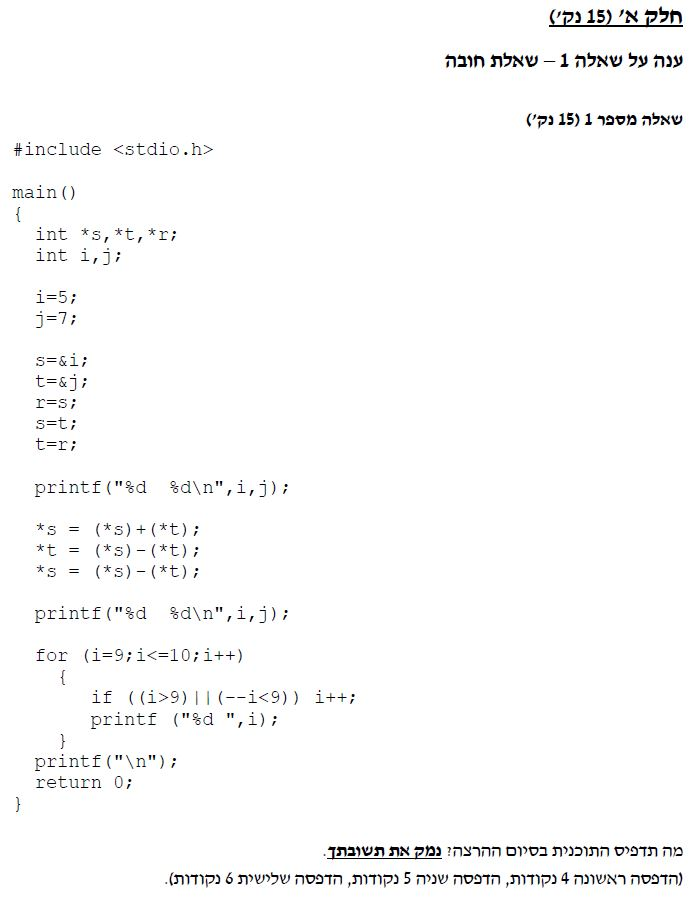 חלק א' (15 נק')
ענה על שאלה 1 – שאלת חובה
שאלה מספר 1 (15 נק')
#include <stdio.h>
main()
{
int *s,*t,*r;
int i,j;
i=5;
j=7;
s=&i;
t=&j;
r=s;
s=t;
t=r;
printf("%d  %d\n",i,j);
*s = (*s)+(*t);
*t = (*s)-(*t);
*s = (*s)-(*t);
printf("%d  %d\n",i,j);
for (i=9;i<=10;i++)
{
if ((i>9)||(--i<9)) i++;
printf ("%d ",i);
}
printf("\n");
return 0;
}
מה תדפיס התוכנית בסיום ההרצה? נמק את תשובתך.
(הדפסה ראשונה 4 נקודות, הדפסה שניה 5 נקודות, הדפסה שלישית 6 נקודות).